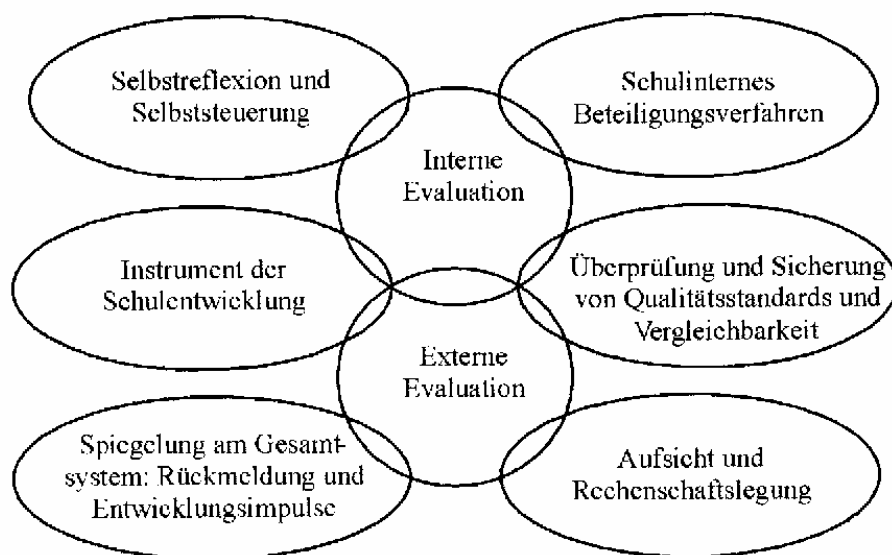 Selbstreflexion und
Selbststeuerung
Schulinternes
Beteiligungsverfahren
Interne
Evaluation
Instrument der
Schulentwicklung
Überprüfung und Sicherung
von Qualitätsstandards und
Vergleichbarkeit
Externe
Evaluation
Spiegelung am Gesamt-
system: Rückmeldung und
Entwicklungsimpulse
Aufsicht und
Rechenschaftslegung